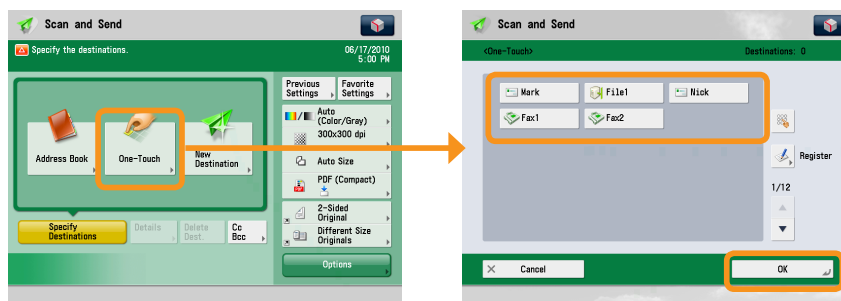 Scan and Send
Specify the destinations.
06/17/2010
5:00 PM
Previous
Settings
Favorite
Settings
Auto
(Color/Gray)
300x300 dpi
Address Book
One-Touch
New
Destination
Auto Size
PDF (Compact)
2-Sided
Original
Different Size
Originals
Specify
Destinations
Details
Delete
Dest.
Cc
Bcc
Options
Scan and Send
<One-Touch>
Destinations: 0
Mark
File1
Nick
Fax1
Fax2
Register
1/12
Cancel
OK